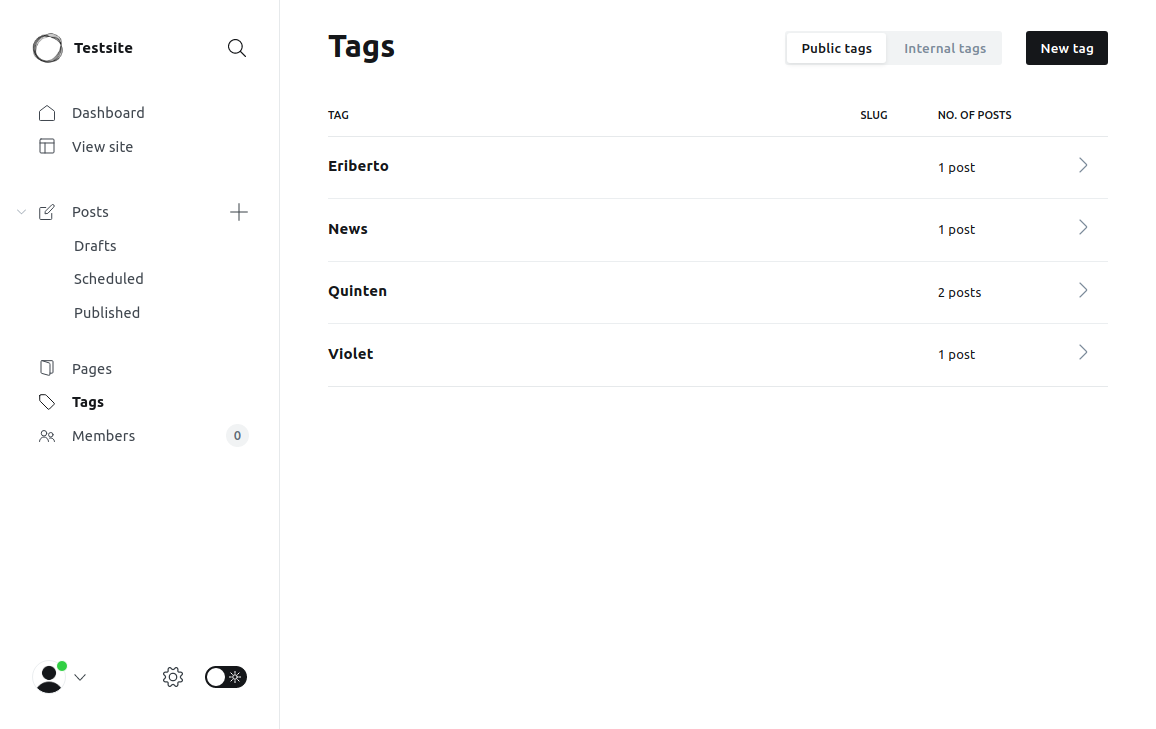 Testsite
Dashboard
View site
Posts
Drafts
Scheduled
Published
Pages
Tags
Members 0
Tags
Public tags Internal tags New tag
TAG SLUG NO. OF POSTS
Eriberto 1 post
News 1 post
Quinten 2 posts
Violet 1 post